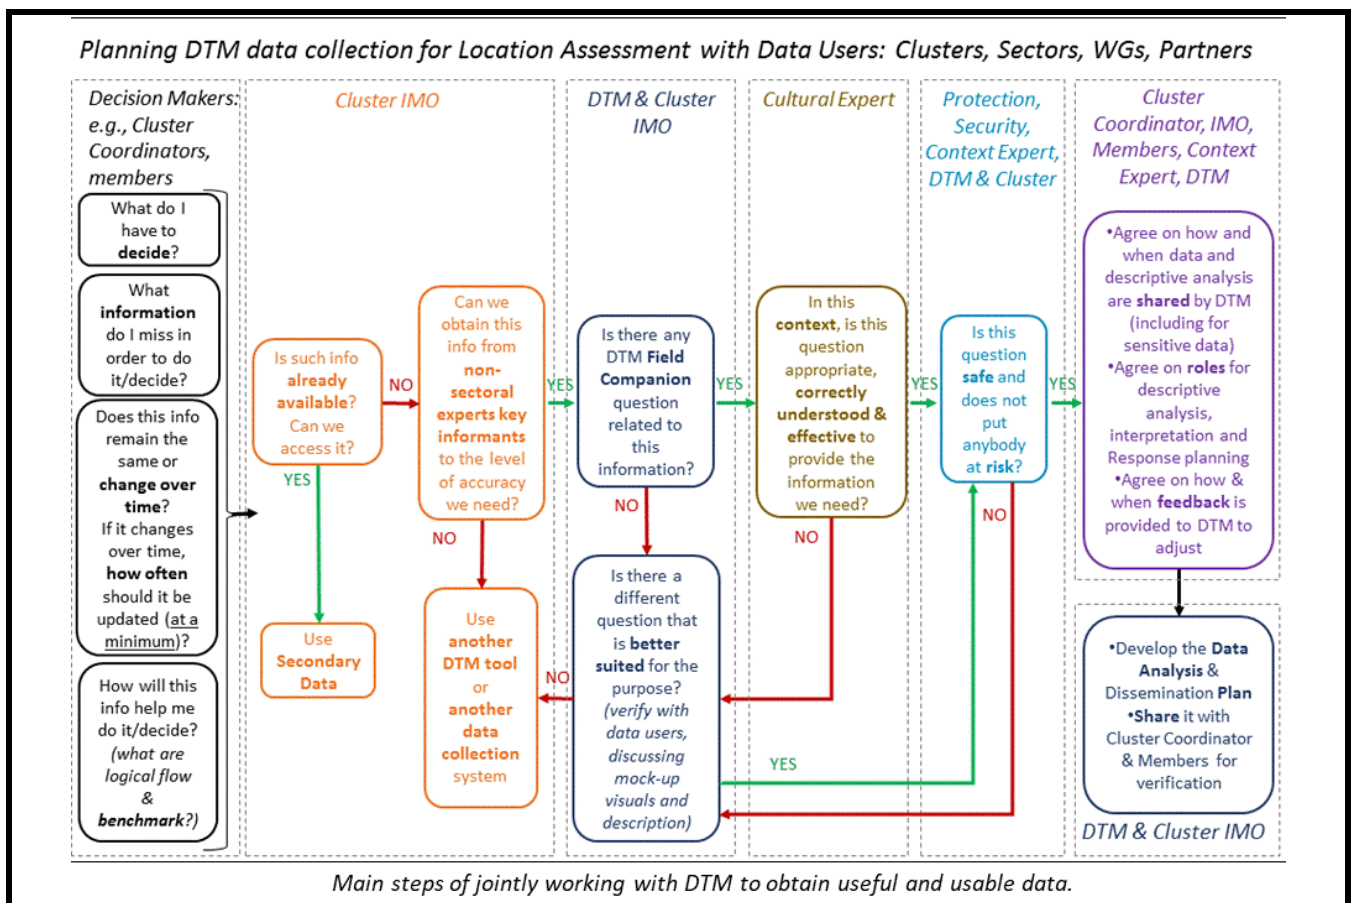 Planning DTM data collection for Location Assessment with Data Users: Clusters, Sectors, WGs, Partners
Decision Makers:
e.g., Cluster
Coordinators,
members
What do I
have to
decide?
What
information
do I miss in
order to do
it/decide?
Does this info
remain the
same or
change over
time?
If it changes
over time,
how often
should it be
updated (at a
minimum)?
How will this
info help me
do it/decide?
(what are
logical flow
&
benchmark?)
Cluster IMO
Is such info
already
available?
Can we
access it?
NO
YES
Use
Secondary
Data
Can we
obtain this
info from
non-
sectoral
experts key
informants
to the level
of accuracy
we need?
YES
NO
Use
another
DTM tool
or
another
data
collection
system
DTM & Cluster
IMO
Is there any
DTM Field
Companion
question
related to
this
information?
YES
NO
Is there a
different
question that
is better
suited for the
purpose?
(verify with
data users,
discussing
mock-up
visuals and
description)
NO
YES
Cultural Expert
In this
context, is this
question
appropriate,
correctly
understood &
effective to
provide the
information
we need?
YES
NO
Protection,
Security,
Context Expert,
DTM & Cluster
Is this
question
safe and
does not
put
anybody
at risk?
YES
NO
Cluster
Coordinator, IMO,
Members, Context
Expert, DTM
•Agree on how and
when data and
descriptive analysis
are shared by DTM
(including for
sensitive data)
•Agree on roles for
descriptive
analysis,
interpretation and
Response planning
•Agree on how &
when feedback is
provided to DTM to
adjust
•Develop the Data
Analysis &
Dissemination Plan
•Share it with
Cluster Coordinator
& Members for
verification
DTM & Cluster IMO
Main steps of jointly working with DTM to obtain useful and usable data.